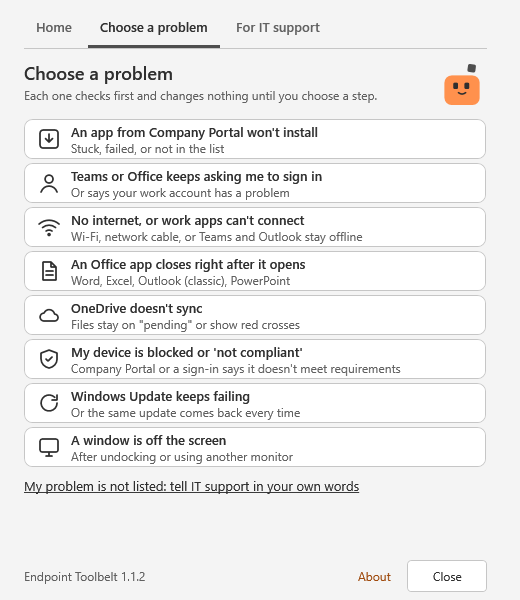 Home
Choose a problem
For IT support
Choose a problem
Each one checks first and changes nothing until you choose a step.
An app from Company Portal won't install
Stuck, failed, or not in the list
Teams or Office keeps asking me to sign in
Or says your work account has a problem
No internet, or work apps can't connect
Wi-Fi, network cable, or Teams and Outlook stay offline
An Office app closes right after it opens
Word, Excel, Outlook (classic), PowerPoint
OneDrive doesn't sync
Files stay on "pending" or show red crosses
My device is blocked or 'not compliant'
Company Portal or a sign-in says it doesn't meet requirements
Windows Update keeps failing
Or the same update comes back every time
A window is off the screen
After undocking or using another monitor
My problem is not listed: tell IT support in your own words
Endpoint Toolbelt 1.1.2
About
Close